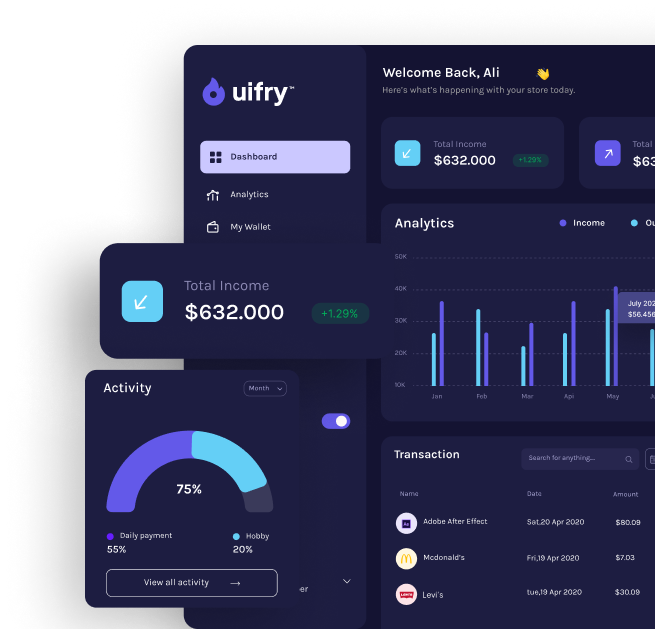 uifry™
Dashboard
Analytics
My Wallet
Welcome Back, Ali 👋
Here's what's happening with your store today.
Total Income
$632.000
+1.29%
Total
$63
Total Income
$632.000
+1.29%
Analytics
Income
Ou
50K
40K
30K
20K
10K
July 202
$56.456
Jan
Feb
Mar
Api
May
Ju
Activity
Month
75%
Daily payment
55%
Hobby
20%
View all activity →
er
Transaction
Search for anything...
Name
Date
Amount
Adobe After Effect
Sat,20 Apr 2020
$80.09
Mcdonald's
Fri,19 Apr 2020
$7.03
Levi's
tue,19 Apr 2020
$30.09